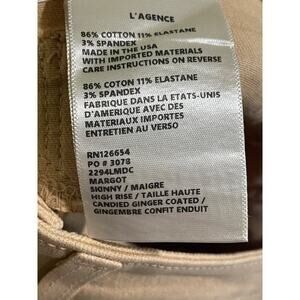 L'AGENCE
86% COTTON 11% ELASTANE
3% SPANDEX
MADE IN THE USA
WITH IMPORTED MATERIALS
CARE INSTRUCTIONS ON REVERSE
86% COTTON 11% ELASTANE
3% SPANDEX
FABRIQUE DANS LA ETATS-UNIS
D'AMERIQUE AVEC DES
MATERIAUX IMPORTES
ENTRETIEN AU VERSO
RN126654
PO # 3078
2294LMDC
MARGOT
SKINNY / MAIGRE
HIGH RISE / TAILLE HAUTE
CANDIED GINGER COATED /
GINGEMBRE CONFIT ENDUIT